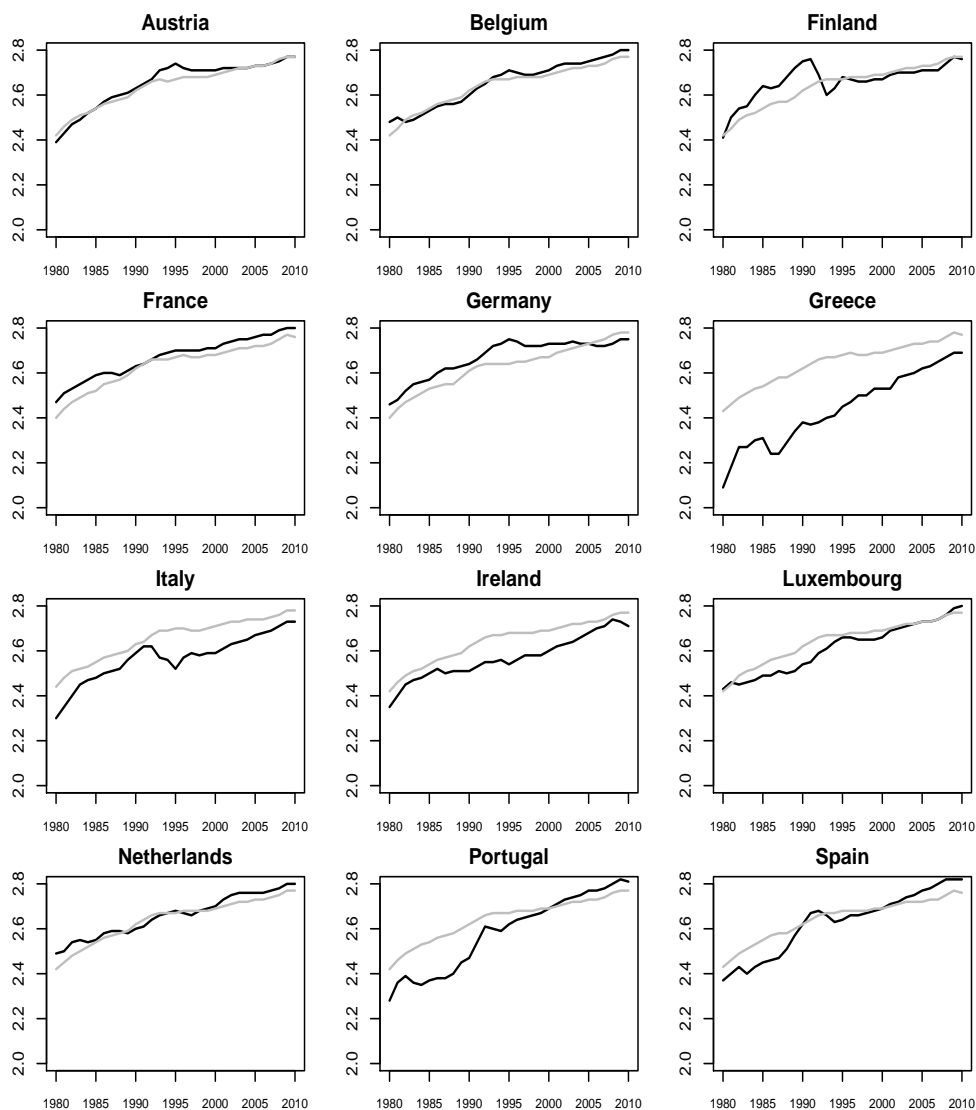 Austria Belgium Finland
2.0 2.2 2.4 2.6 2.8 2.0 2.2 2.4 2.6 2.8 2.0 2.2 2.4 2.6 2.8
1980 1985 1990 1995 2000 2005 2010 1980 1985 1990 1995 2000 2005 2010 1980 1985 1990 1995 2000 2005 2010
France Germany Greece
2.0 2.2 2.4 2.6 2.8 2.0 2.2 2.4 2.6 2.8 2.0 2.2 2.4 2.6 2.8
1980 1985 1990 1995 2000 2005 2010 1980 1985 1990 1995 2000 2005 2010 1980 1985 1990 1995 2000 2005 2010
Italy Ireland Luxembourg
2.0 2.2 2.4 2.6 2.8 2.0 2.2 2.4 2.6 2.8 2.0 2.2 2.4 2.6 2.8
1980 1985 1990 1995 2000 2005 2010 1980 1985 1990 1995 2000 2005 2010 1980 1985 1990 1995 2000 2005 2010
Netherlands Portugal Spain
2.0 2.2 2.4 2.6 2.8 2.0 2.2 2.4 2.6 2.8 2.0 2.2 2.4 2.6 2.8
1980 1985 1990 1995 2000 2005 2010 1980 1985 1990 1995 2000 2005 2010 1980 1985 1990 1995 2000 2005 2010